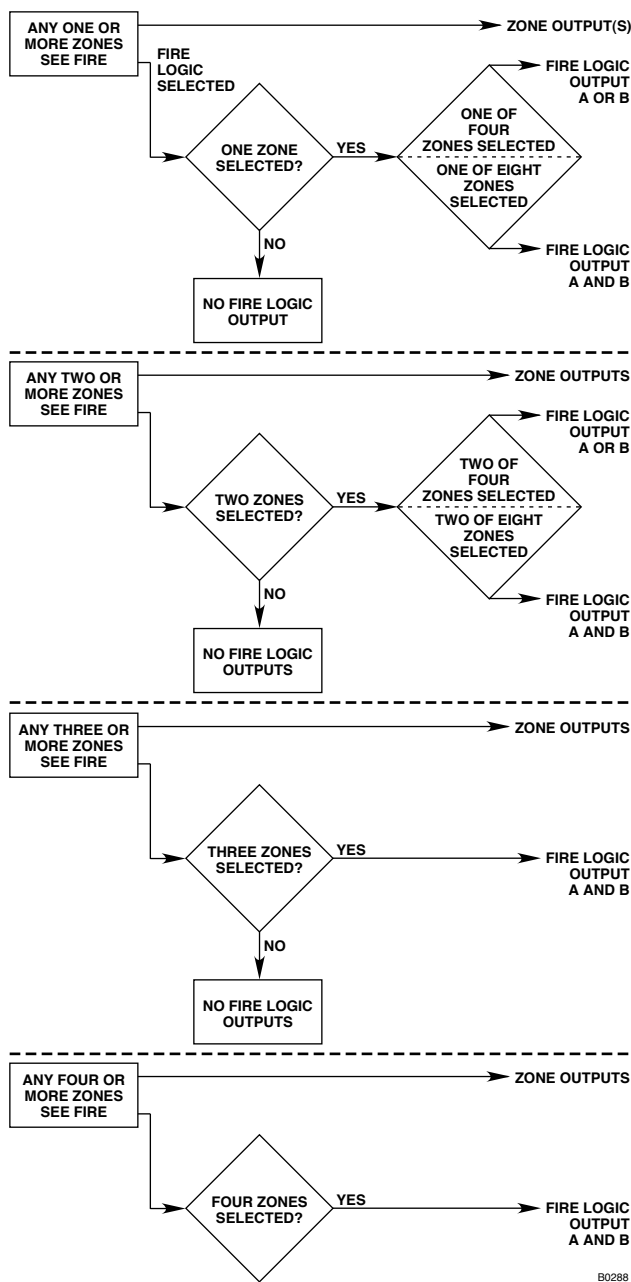 ANY ONE OR
MORE ZONES
SEE FIRE
ZONE OUTPUT(S)
FIRE
LOGIC
SELECTED
ONE ZONE
SELECTED?
YES
ONE OF
FOUR
ZONES SELECTED
ONE OF EIGHT
ZONES
SELECTED
FIRE LOGIC
OUTPUT
A OR B
FIRE LOGIC
OUTPUT
A AND B
NO
NO FIRE LOGIC
OUTPUT
ANY TWO OR
MORE ZONES
SEE FIRE
ZONE OUTPUTS
TWO ZONES
SELECTED?
YES
TWO OF
FOUR
ZONES SELECTED
TWO OF EIGHT
ZONES
SELECTED
FIRE LOGIC
OUTPUT
A OR B
FIRE LOGIC
OUTPUT
A AND B
NO
NO FIRE LOGIC
OUTPUTS
ANY THREE OR
MORE ZONES
SEE FIRE
ZONE OUTPUTS
THREE ZONES
SELECTED?
YES
FIRE LOGIC
OUTPUT
A AND B
NO
NO FIRE LOGIC
OUTPUTS
ANY FOUR OR
MORE ZONES
SEE FIRE
ZONE OUTPUTS
FOUR ZONES
SELECTED?
YES
FIRE LOGIC
OUTPUT
A AND B
B0288